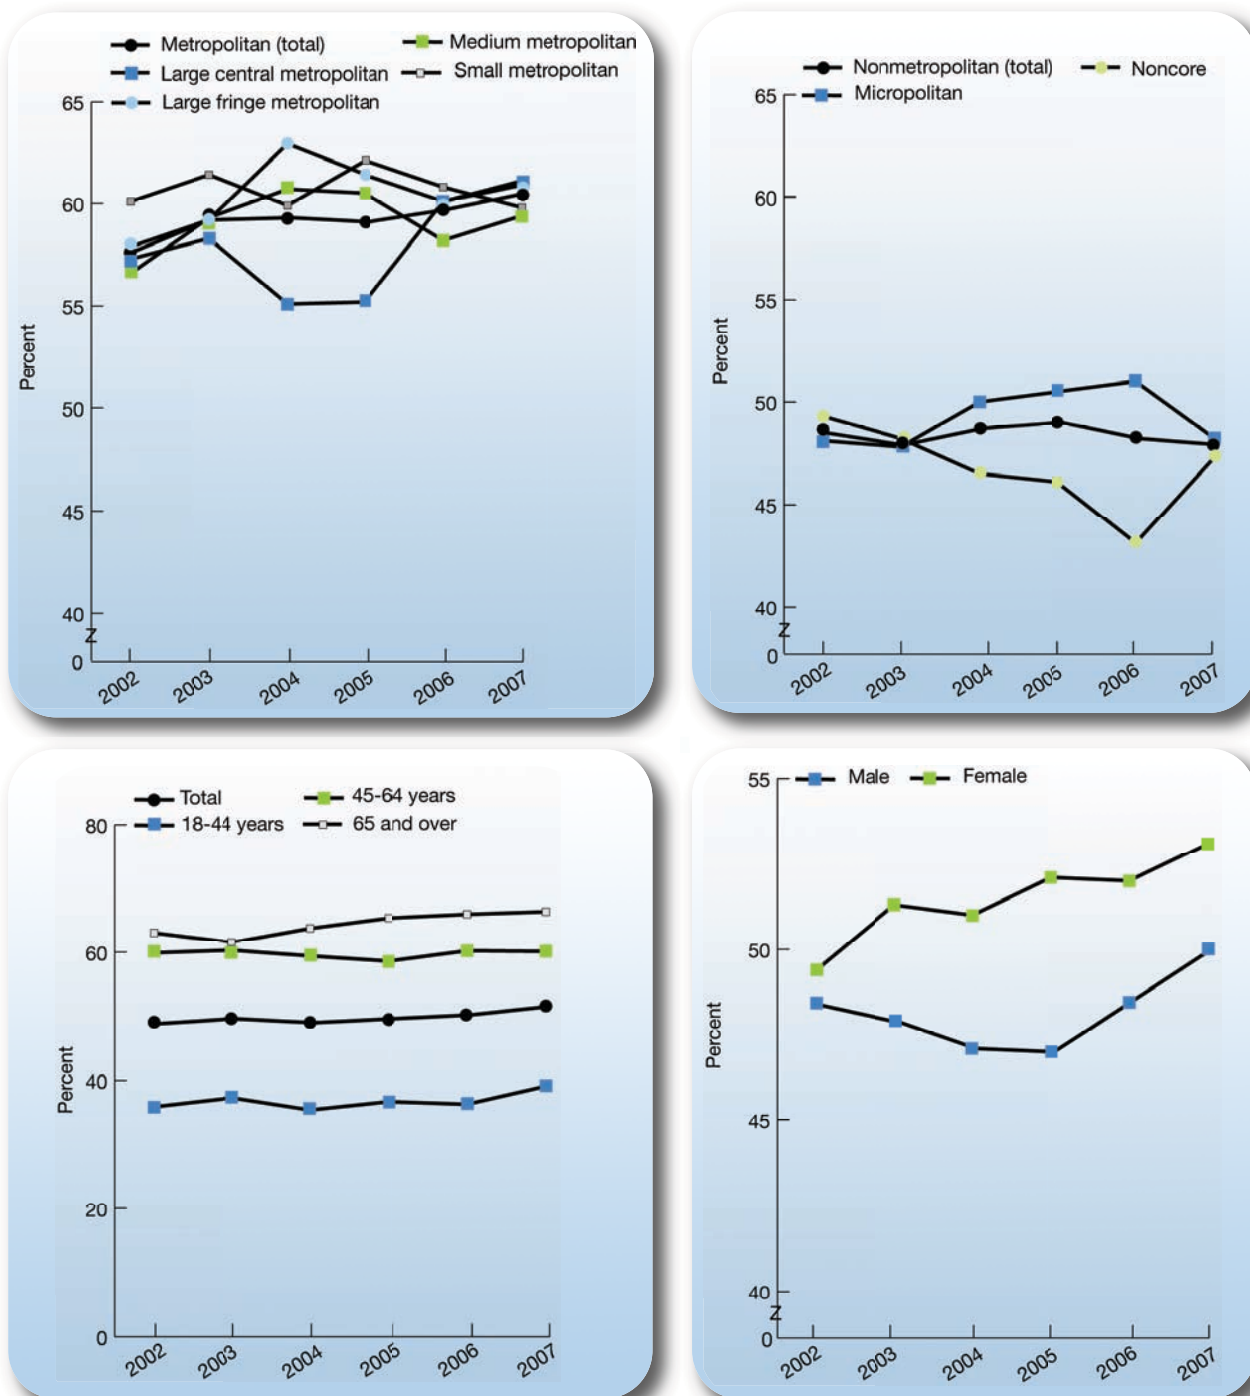 Metropolitan (total) Medium metropolitan
Large central metropolitan Small metropolitan
Large fringe metropolitan
65
60
55
50
45
40
Z
0
Percent
2002 2003 2004 2005 2006 2007
Nonmetropolitan (total) Noncore
Micropolitan
65
60
55
50
45
40
Z
0
Percent
2002 2003 2004 2005 2006 2007
Total 45-64 years
18-44 years 65 and over
80
60
40
20
0
Percent
2002 2003 2004 2005 2006 2007
Male Female
55
50
45
40
Z
0
Percent
2002 2003 2004 2005 2006 2007